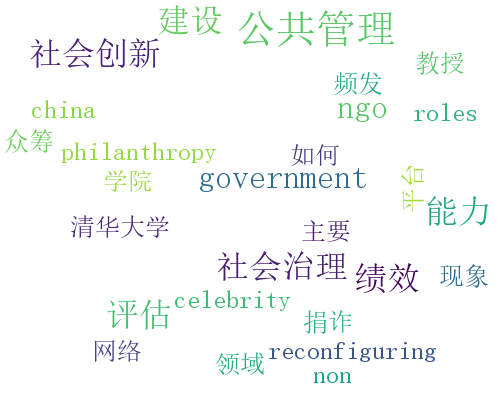 建设
公共管理
社会创新
教授
频发
china
ngo
roles
众筹
philanthropy
如何
学院
government
平台
能力
清华大学
主要
社会治理
绩效
现象
评估
celebrity
捐诈
网络
领域
reconfiguring
non